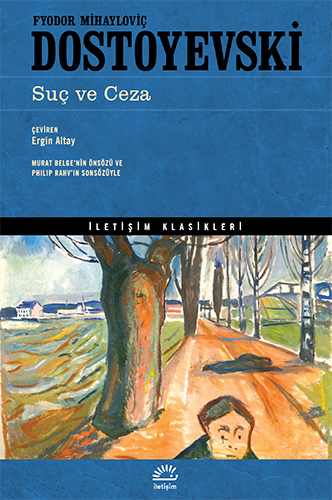 FYODOR MİHAYLOVİÇ
DOSTOYEVSKİ
Suç ve Ceza
ÇEVİREN
Ergin Altay
MURAT BELGE'NİN ÖNSÖZÜ VE
PHILIP RAHV'IN SONSÖZÜYLE
İLETİŞİM KLASİKLERİ
iletişim